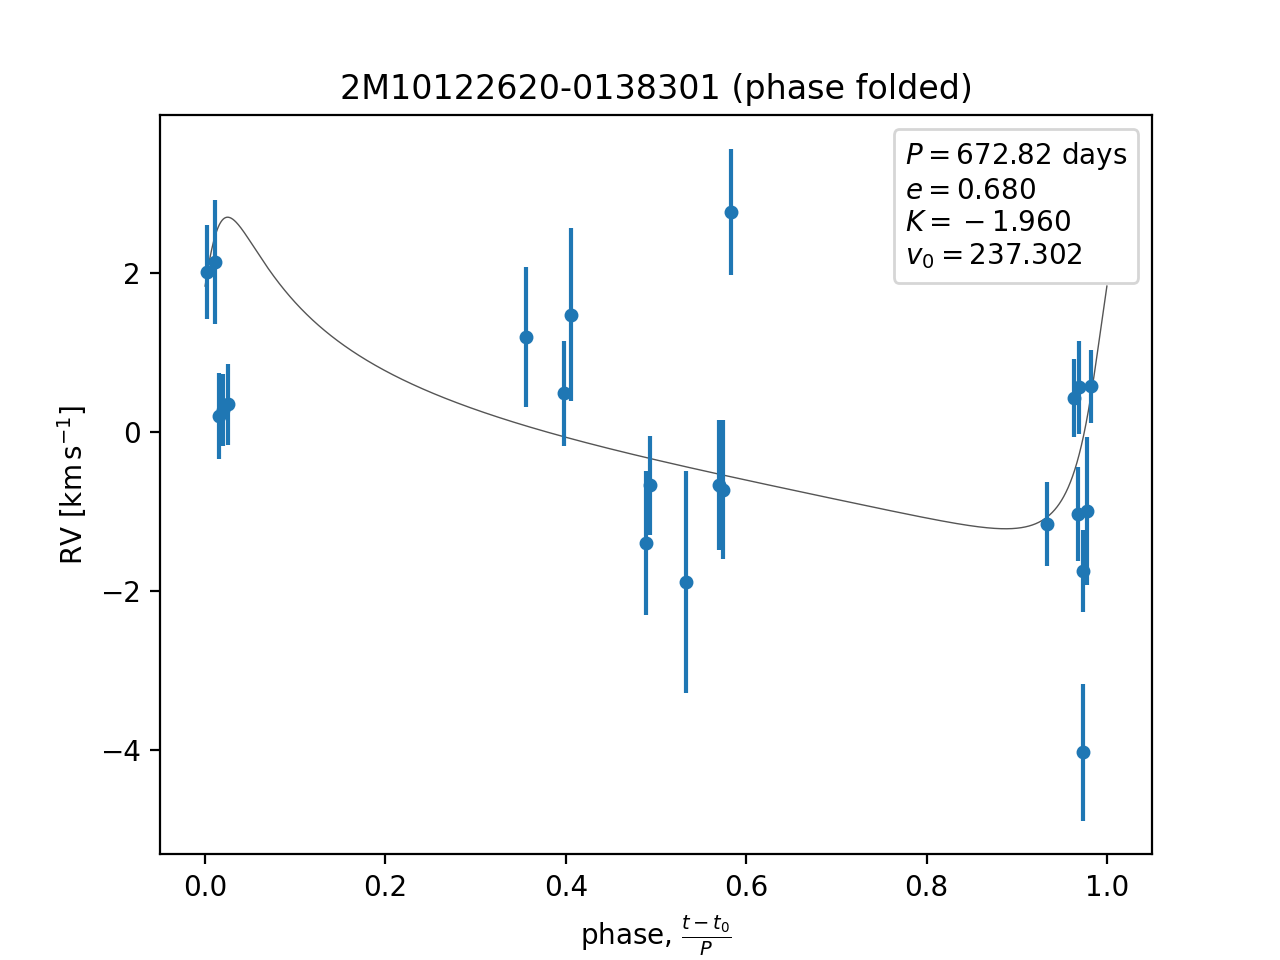 2M10122620-0138301 (phase folded)
P = 672.82 days
e = 0.680
K = −1.960
v₀ = 237.302
RV [km s⁻¹]
2
0
−2
−4
0.0 0.2 0.4 0.6 0.8 1.0
phase, (t − t₀)/P